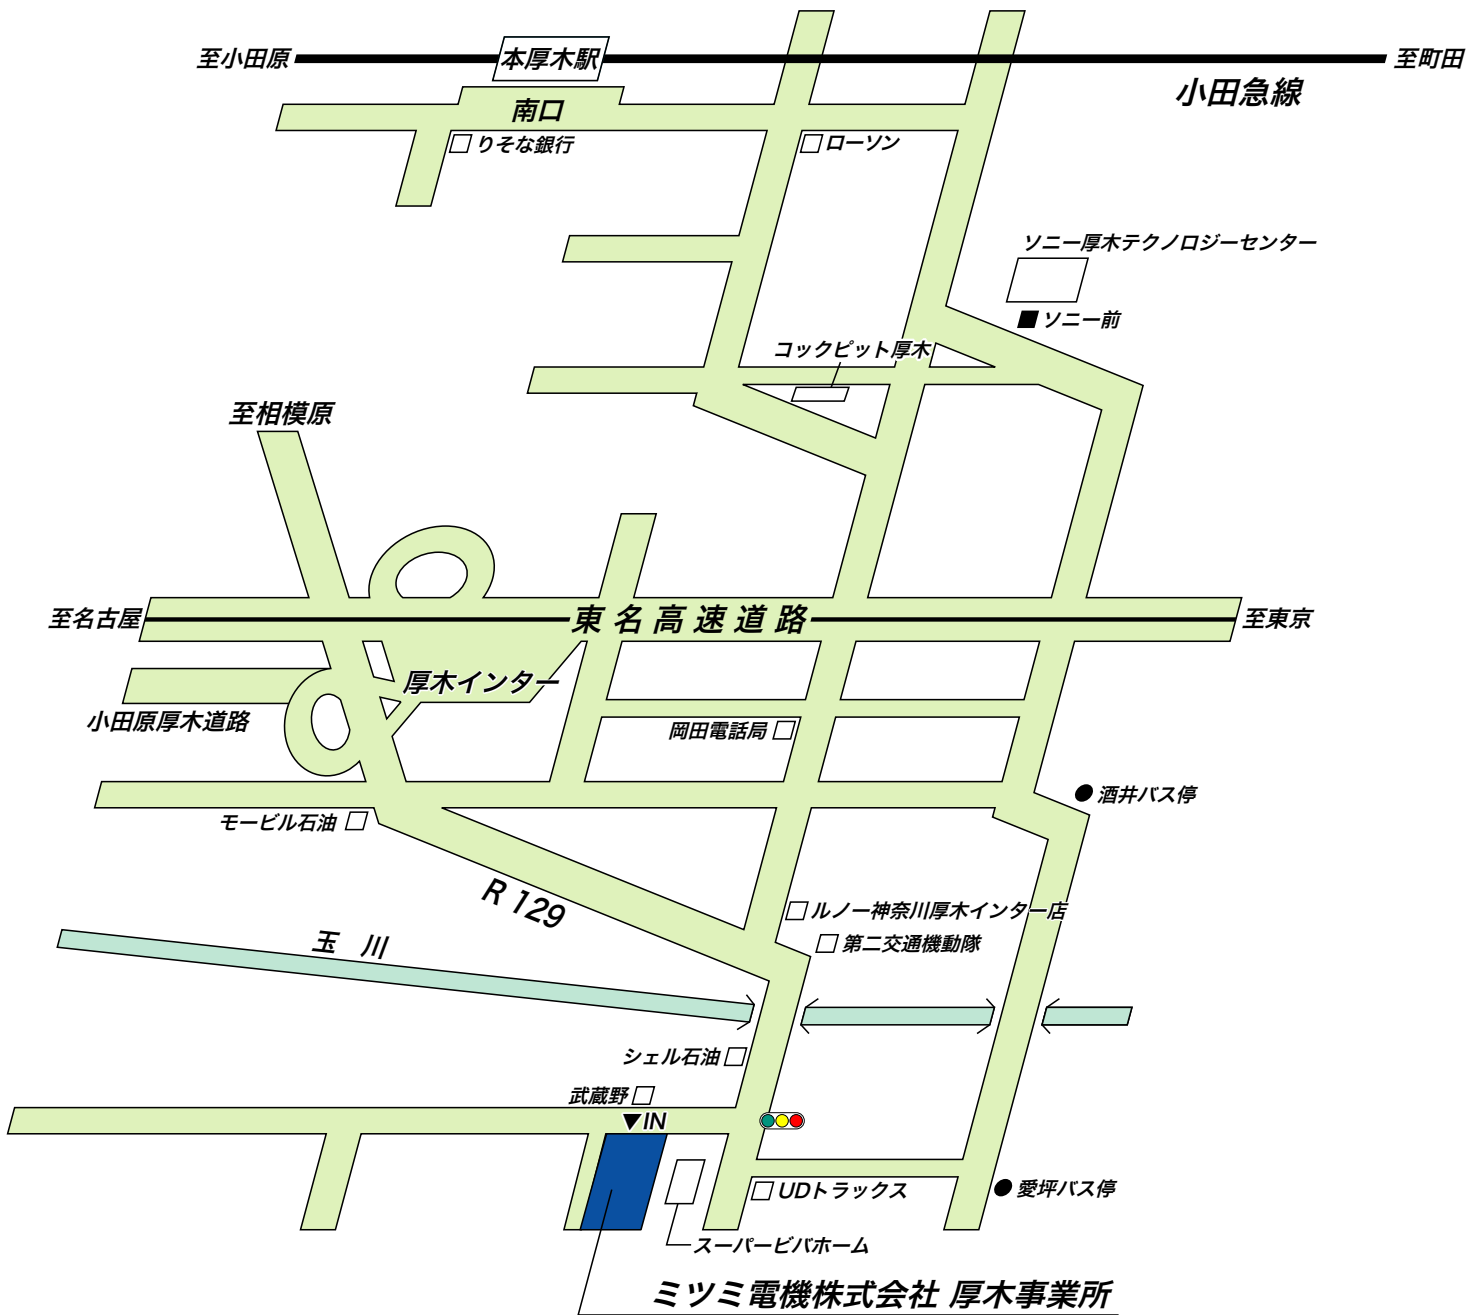 至小田原
本厚木駅
至町田
小田急線
南口
りそな銀行
ローソン
ソニー厚木テクノロジーセンター
ソニー前
コックピット厚木
至相模原
至名古屋
東名高速道路
至東京
厚木インター
小田原厚木道路
岡田電話局
酒井バス停
モービル石油
R 129
ルノー神奈川厚木インター店
第二交通機動隊
玉 川
シェル石油
武蔵野
▼IN
UDトラックス
愛坪バス停
スーパービバホーム
ミツミ電機株式会社 厚木事業所